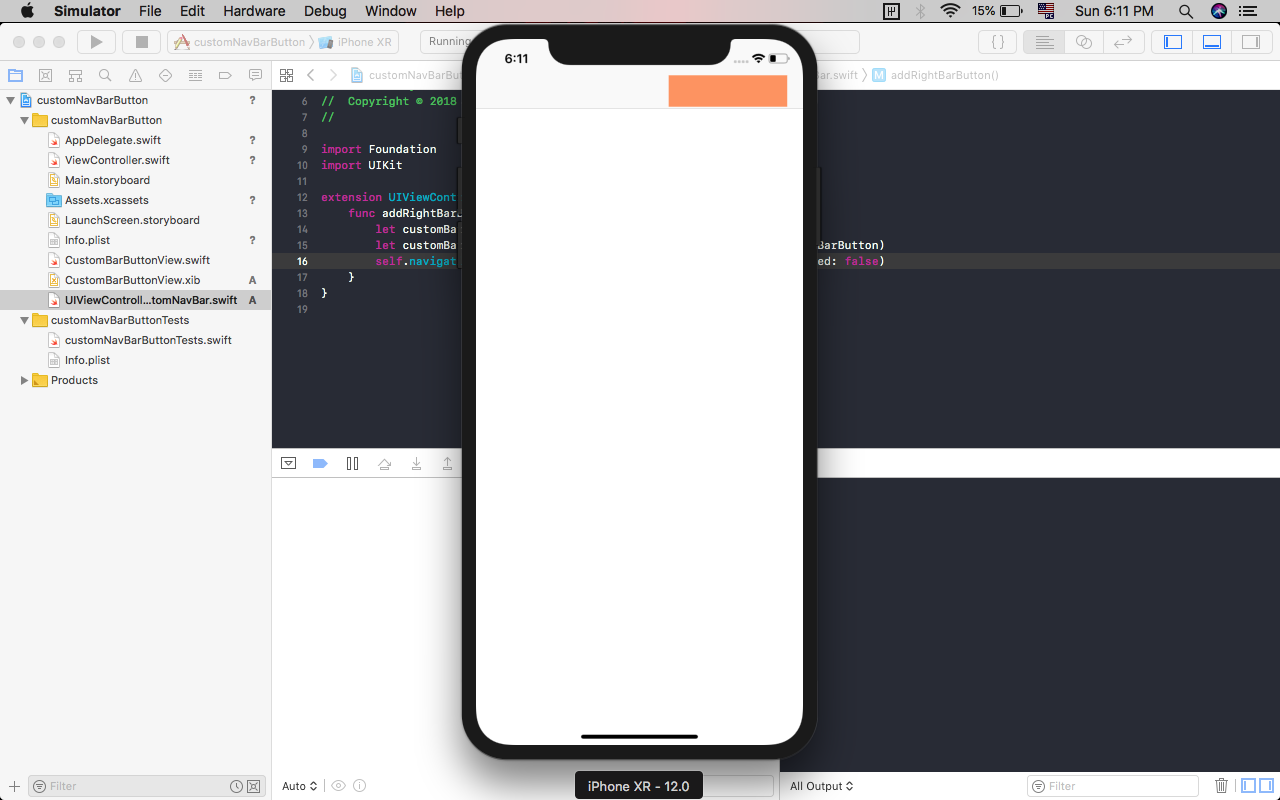 Simulator File Edit Hardware Debug Window Help 15% Sun 6:11 PM
customNavBarButton iPhone XR Running
customNavBarBu ar.swift M addRightBarButton()
customNavBarButton ?
customNavBarButton
AppDelegate.swift ?
ViewController.swift ?
Main.storyboard
Assets.xcassets ?
LaunchScreen.storyboard
Info.plist ?
CustomBarButtonView.swift
CustomBarButtonView.xib A
UIViewControll...tomNavBar.swift A
customNavBarButtonTests
customNavBarButtonTests.swift
Info.plist
Products
Filter
6 // Copyright © 2018
7 //
8
9 import Foundation
10 import UIKit
11
12 extension UIViewCont
13 func addRightBar
14 let customBa
15 let customba BarButton)
16 self.navigat ed: false)
17 }
18 }
19
6:11
Auto
iPhone XR - 12.0
All Output
Filter